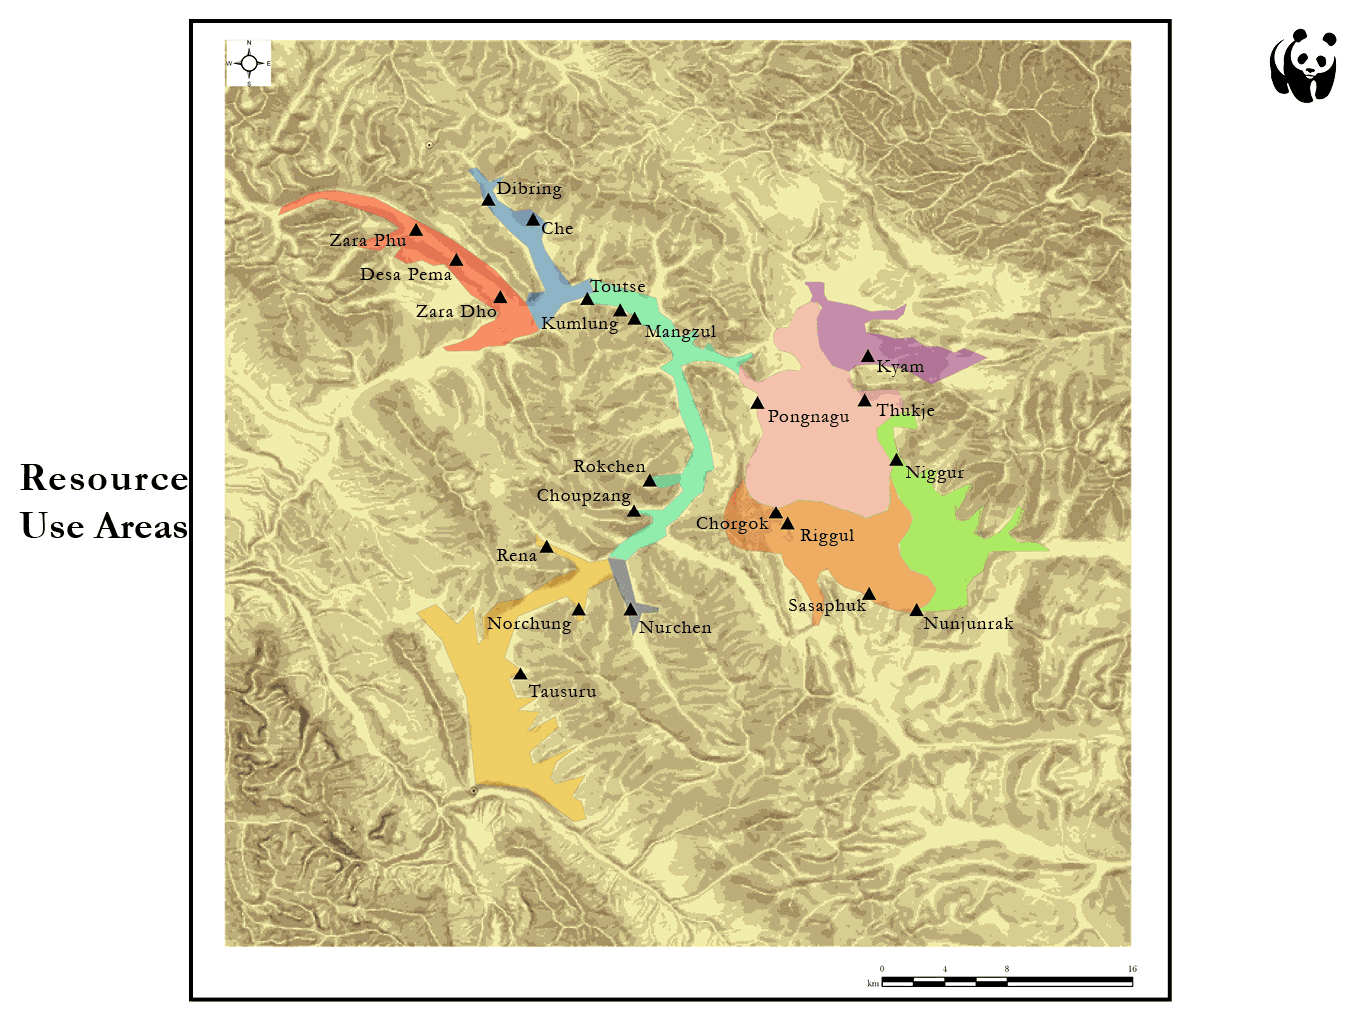 N
W E
S
Dibring
Che
Zara Phu
Desa Pema
Toutse
Zara Dho
Kumlung
Mangzul
Kyam
Thukje
Pongnagu
Rokchen
Niggur
Resource
Use Areas
Choupzang
Chorgok
Riggul
Rena
Sasaphuk
Norchung
Nurchen
Nunjunrak
Tausuru
0 4 8 16
km